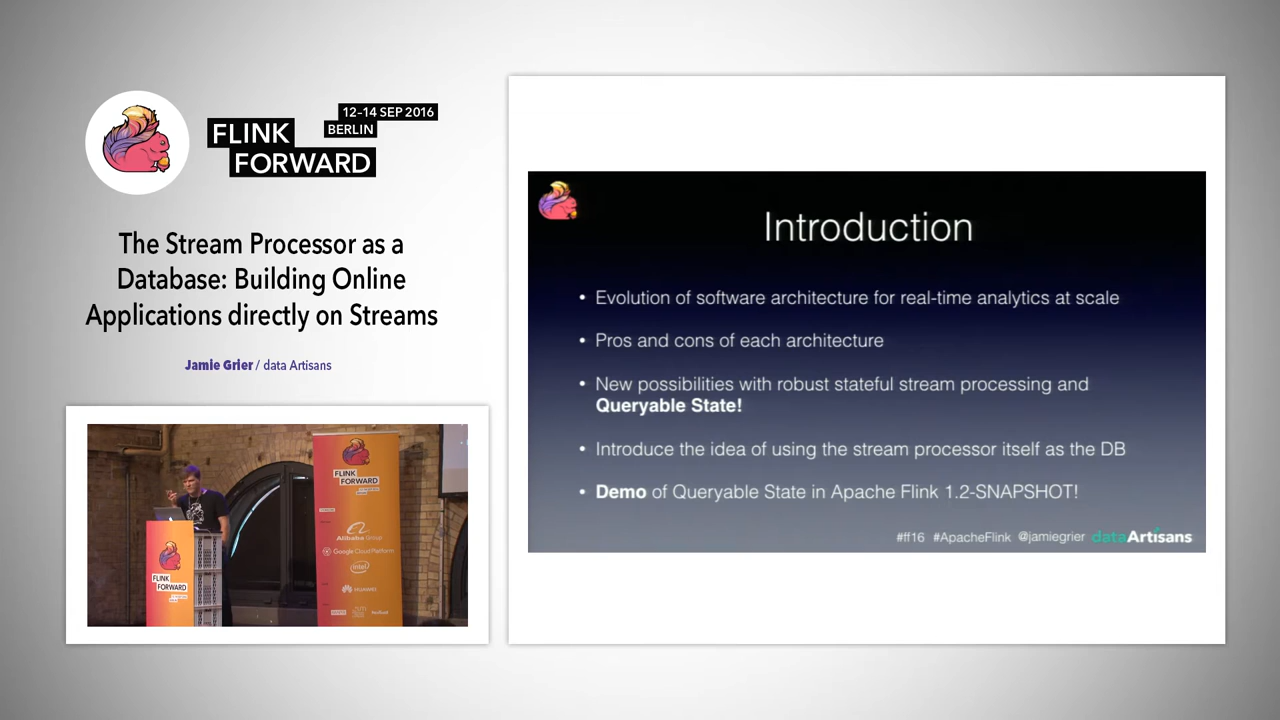 12–14 SEP 2016
BERLIN
FLINK
FORWARD
The Stream Processor as a
Database: Building Online
Applications directly on Streams
Jamie Grier / data Artisans
FLINK
FORWARD
Alibaba Group
Google Cloud Platform
intel
HUAWEI
FLINK
FORWARD
Introduction
• Evolution of software architecture for real-time analytics at scale
• Pros and cons of each architecture
• New possibilities with robust stateful stream processing and
Queryable State!
• Introduce the idea of using the stream processor itself as the DB
• Demo of Queryable State in Apache Flink 1.2-SNAPSHOT!
#ff16 #ApacheFlink @jamiegrier dataArtisans